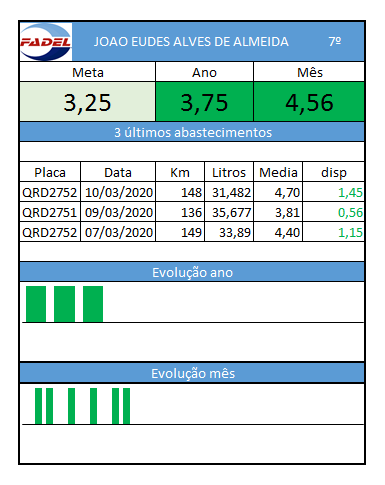 FADEL JOAO EUDES ALVES DE ALMEIDA 7º
Meta Ano Mês
3,25 3,75 4,56
3 últimos abastecimentos
Placa Data Km Litros Media disp
QRD2752 10/03/2020 148 31,482 4,70 1,45
QRD2751 09/03/2020 136 35,677 3,81 0,56
QRD2752 07/03/2020 149 33,89 4,40 1,15
Evolução ano
Evolução mês